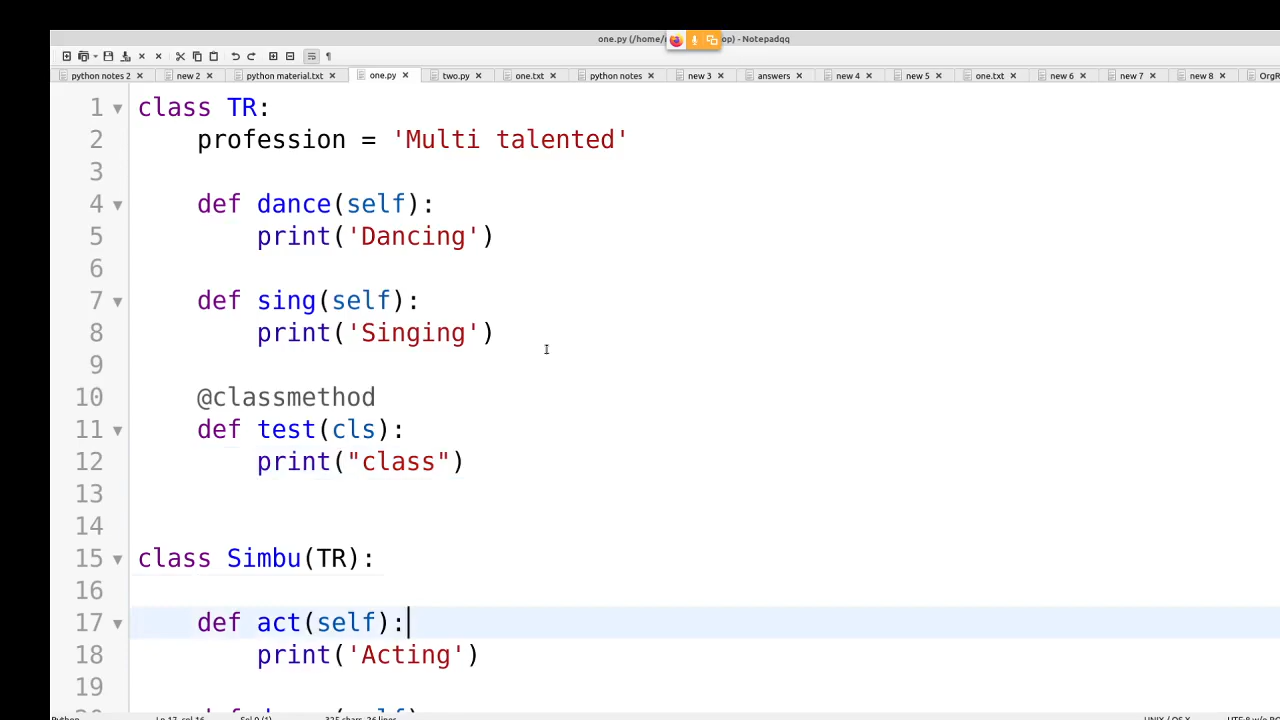 one.py (/home/ op) - Notepadqq
python notes 2 new 2 python material.txt one.py two.py one.txt python notes new 3 answers new 4 new 5 one.txt new 6 new 7 new 8 OrgR
1 class TR:
2 profession = 'Multi talented'
3
4 def dance(self):
5 print('Dancing')
6
7 def sing(self):
8 print('Singing')
9
10 @classmethod
11 def test(cls):
12 print("class")
13
14
15 class Simbu(TR):
16
17 def act(self):
18 print('Acting')
19